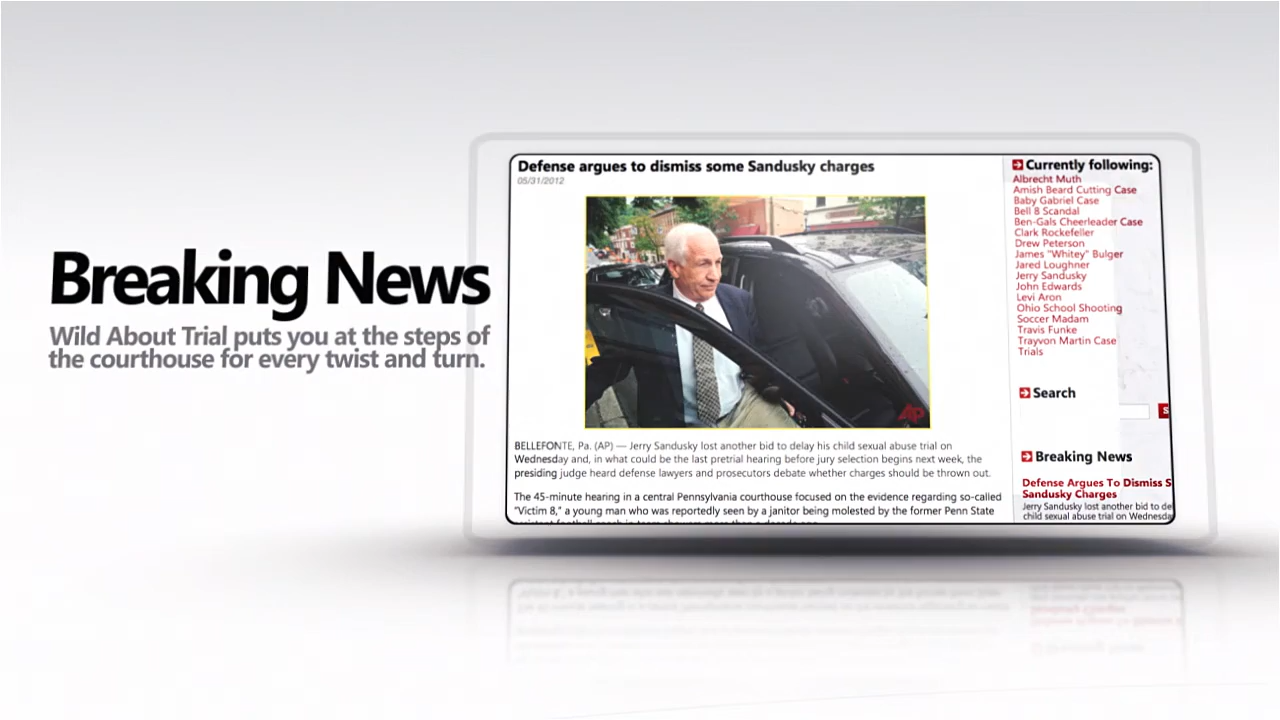 Breaking News
Wild About Trial puts you at the steps of
the courthouse for every twist and turn.
Defense argues to dismiss some Sandusky charges
05/31/2012
AP
BELLEFONTE, Pa. (AP) — Jerry Sandusky lost another bid to delay his child sexual abuse trial on
Wednesday and, in what could be the last pretrial hearing before jury selection begins next week, the
presiding judge heard defense lawyers and prosecutors debate whether charges should be thrown out.
The 45-minute hearing in a central Pennsylvania courthouse focused on the evidence regarding so-called
"Victim 8," a young man who was reportedly seen by a janitor being molested by the former Penn State
Currently following:
Albrecht Muth
Amish Beard Cutting Case
Baby Gabriel Case
Bell 8 Scandal
Ben-Gals Cheerleader Case
Clark Rockefeller
Drew Peterson
James "Whitey" Bulger
Jared Loughner
Jerry Sandusky
John Edwards
Levi Aron
Ohio School Shooting
Soccer Madam
Travis Funke
Trayvon Martin Case
Trials
Search
S
Breaking News
Defense Argues To Dismiss S
Sandusky Charges
Jerry Sandusky lost another bid to de
child sexual abuse trial on Wednesda